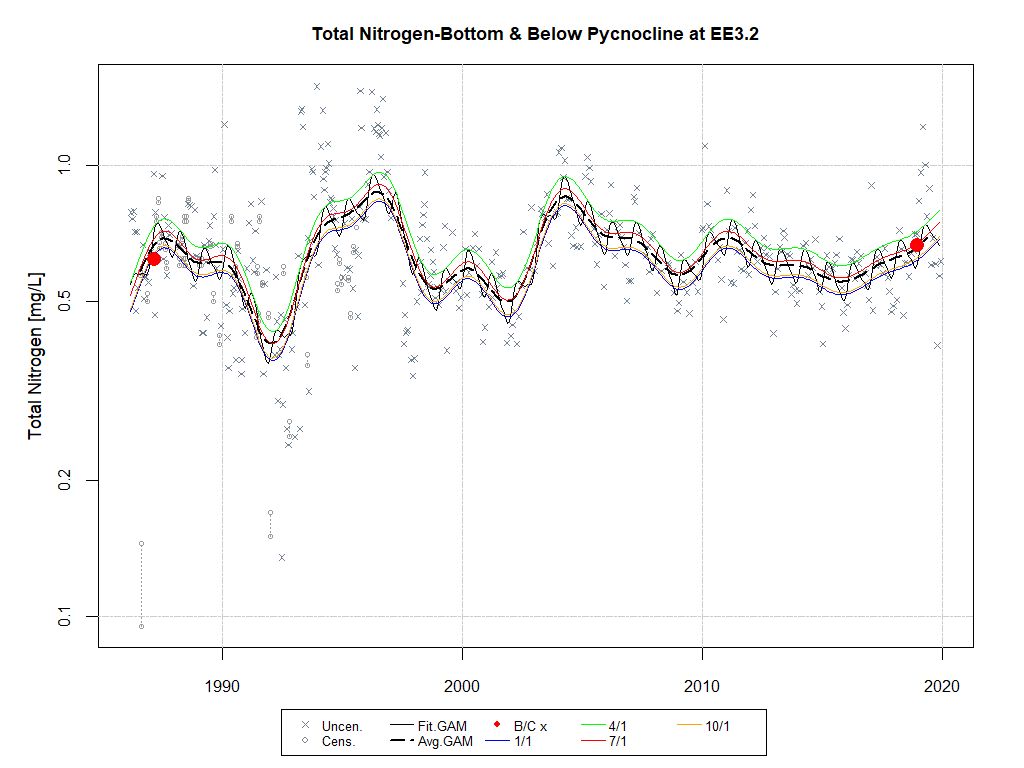 Total Nitrogen-Bottom & Below Pycnocline at EE3.2
Total Nitrogen [mg/L]
1.0
0.5
0.2
0.1
1990 2000 2010 2020
Uncen. Fit.GAM B/C x 4/1 10/1
Cens. Avg.GAM 1/1 7/1